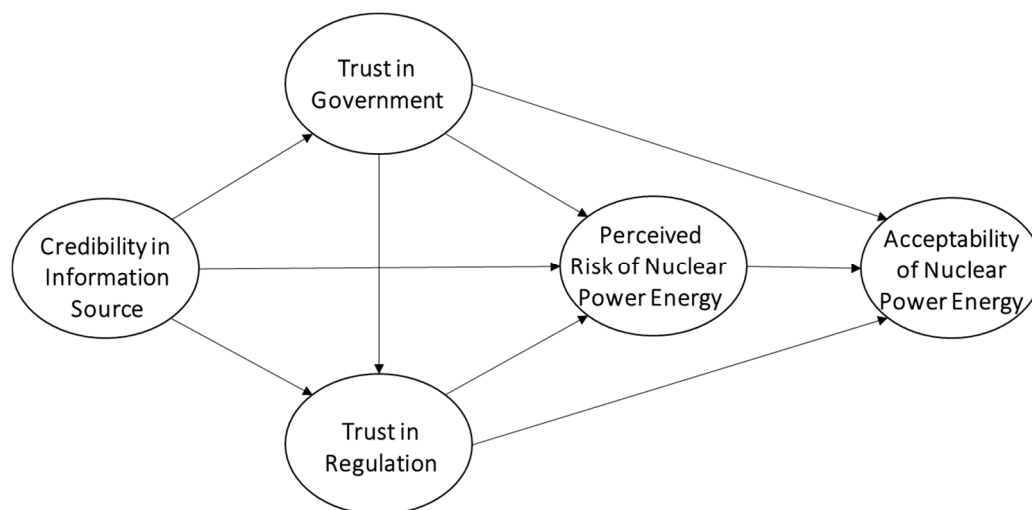 Trust in
Government
Credibility in
Information
Source
Perceived
Risk of Nuclear
Power Energy
Acceptability
of Nuclear
Power Energy
Trust in
Regulation